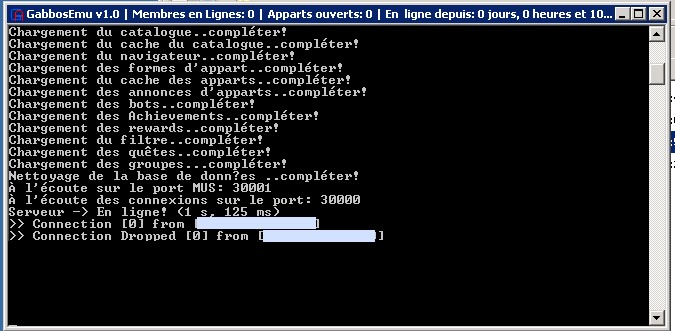 GabbosEmu v1.0 | Membres en Lignes: 0 | Apparts ouverts: 0 | En ligne depuis: 0 jours, 0 heures et 10...
Chargement du catalogue..compléter!
Chargement du cache du catalogue..compléter!
Chargement du navigateur..compléter!
Chargement des formes d'appart..compléter!
Chargement du cache des apparts..compléter!
Chargement des annonces d'apparts..compléter!
Chargement des bots..compléter!
Chargement des Achievements..compléter!
Chargement des rewards..compléter!
Chargement du filtre..compléter!
Chargement des quêtes..compléter!
Chargement des groupes...compléter!
Nettoyage de la base de donn?es ..compléter!
À l'écoute sur le port MUS: 30001
À l'écoute des connexions sur le port: 30000
Serveur -> En ligne! (1 s, 125 ms)
>> Connection [0] from [ ]
>> Connection Dropped [0] from [ ]